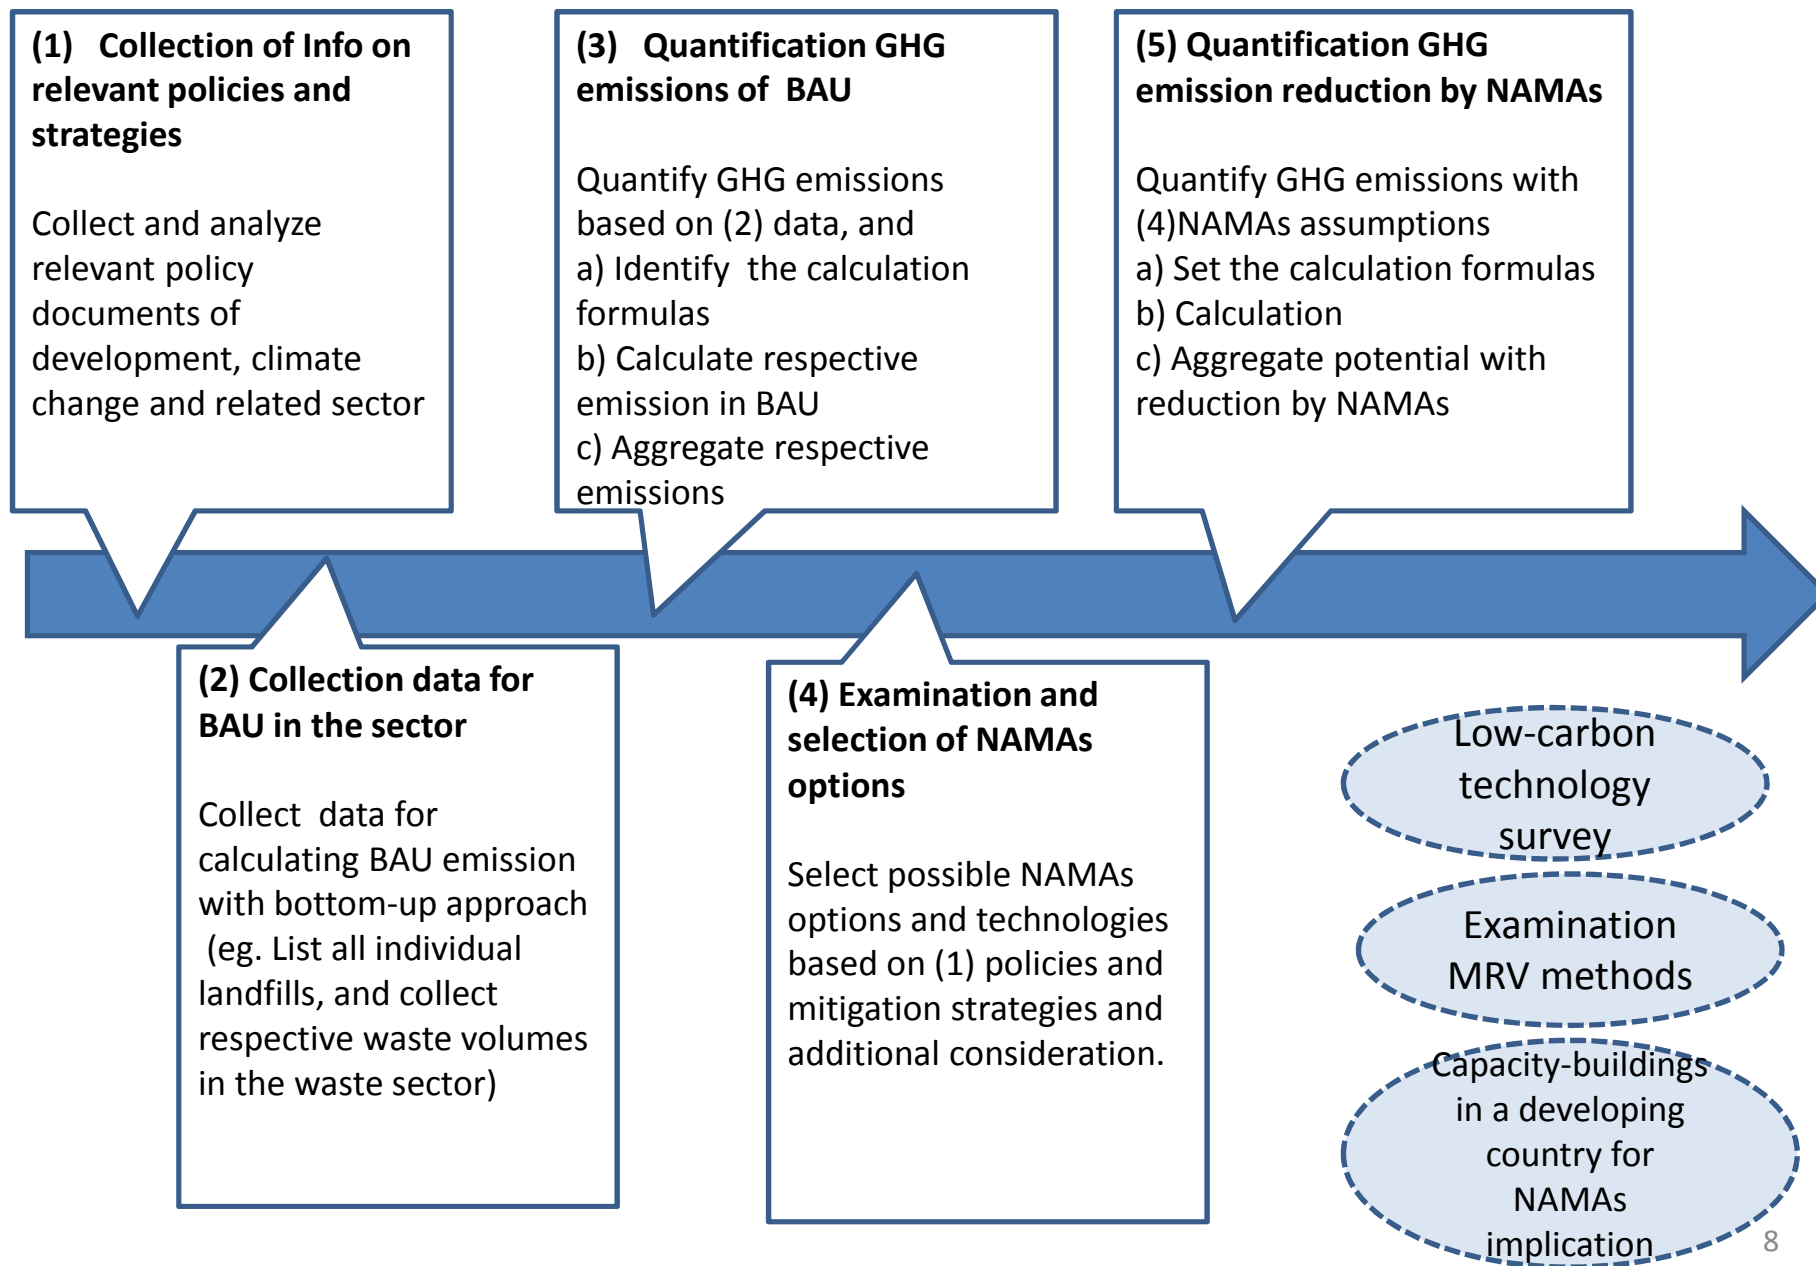 (1) Collection of Info on
relevant policies and
strategies
Collect and analyze
relevant policy
documents of
development, climate
change and related sector
(3) Quantification GHG
emissions of BAU
Quantify GHG emissions
based on (2) data, and
a) Identify the calculation
formulas
b) Calculate respective
emission in BAU
c) Aggregate respective
emissions
(5) Quantification GHG
emission reduction by NAMAs
Quantify GHG emissions with
(4)NAMAs assumptions
a) Set the calculation formulas
b) Calculation
c) Aggregate potential with
reduction by NAMAs
(2) Collection data for
BAU in the sector
Collect data for
calculating BAU emission
with bottom-up approach
(eg. List all individual
landfills, and collect
respective waste volumes
in the waste sector)
(4) Examination and
selection of NAMAs
options
Select possible NAMAs
options and technologies
based on (1) policies and
mitigation strategies and
additional consideration.
Low-carbon
technology
survey
Examination
MRV methods
Capacity-buildings
in a developing
country for
NAMAs
implication
8